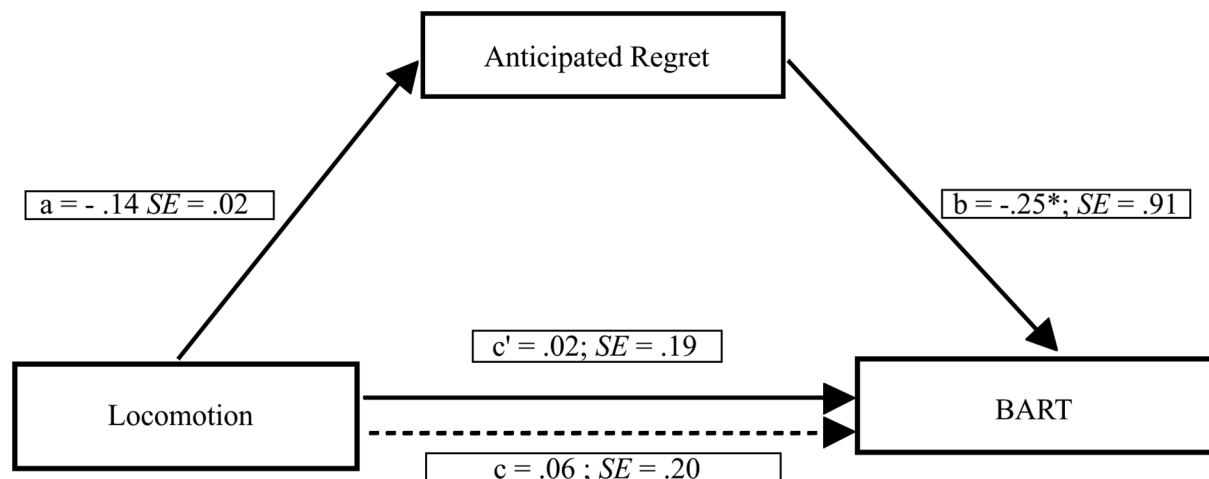 Anticipated Regret
a = - .14 SE = .02
b = -.25*; SE = .91
c' = .02; SE = .19
Locomotion
BART
c = .06 ; SE = .20